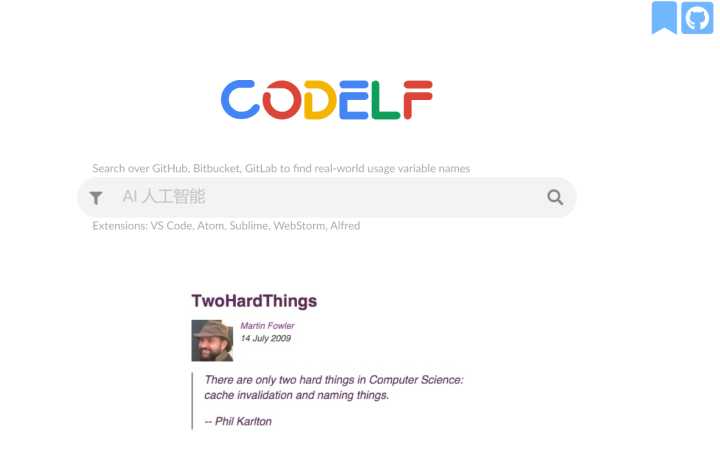 CODELF
Search over GitHub, Bitbucket, GitLab to find real-world usage variable names
AI 人工智能
Extensions: VS Code, Atom, Sublime, WebStorm, Alfred
TwoHardThings
Martin Fowler
14 July 2009
There are only two hard things in Computer Science:
cache invalidation and naming things.
-- Phil Karlton